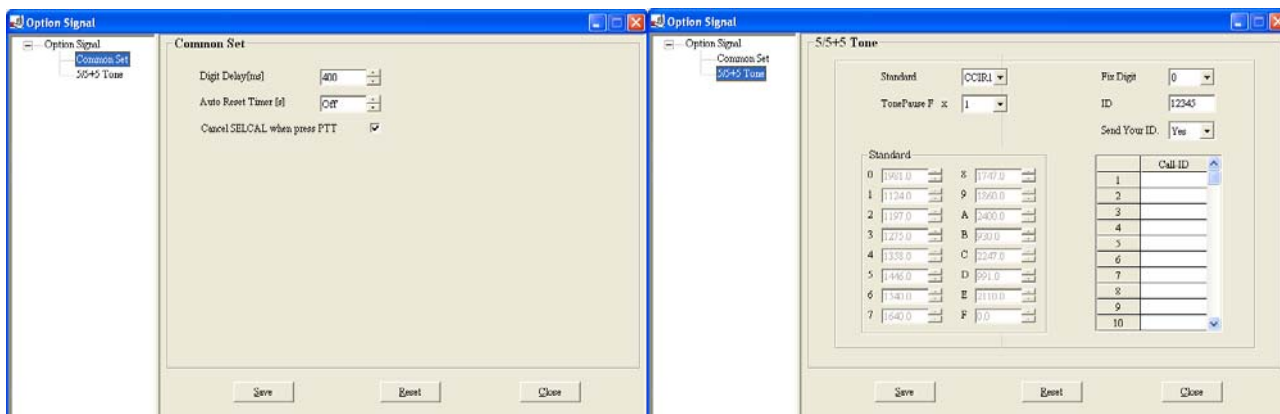 Option Signal
Option Signal
Common Set
5/5+5 Tone
Common Set
Digit Delay[ms] 400
Auto Reset Timer [s] Off
Cancel SELCAL when press PTT
Save Reset Close
Option Signal
Option Signal
Common Set
5/5+5 Tone
5/5+5 Tone
Standard CCIR1 Fix Digit 0
TonePause F x 1 ID 12345
Send Your ID. Yes
Standard
0 1981.0 8 1747.0
1 1124.0 9 1860.0
2 1197.0 A 2400.0
3 1275.0 B 930.0
4 1358.0 C 2247.0
5 1446.0 D 991.0
6 1540.0 E 2110.0
7 1640.0 F 0.0
Call-ID
1
2
3
4
5
6
7
8
9
10
Save Reset Close